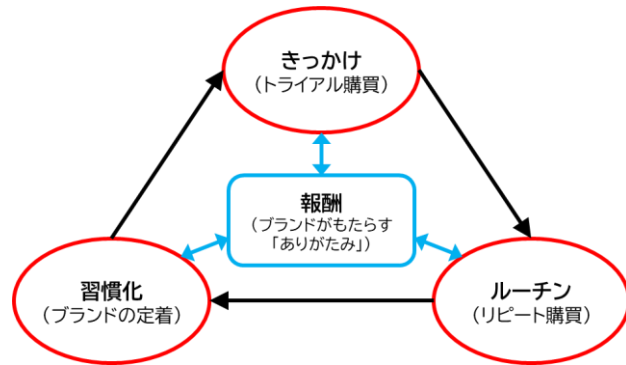 きっかけ
（トライアル購買）
報酬
（ブランドがもたらす
「ありがたみ」）
習慣化
（ブランドの定着）
ルーチン
（リピート購買）